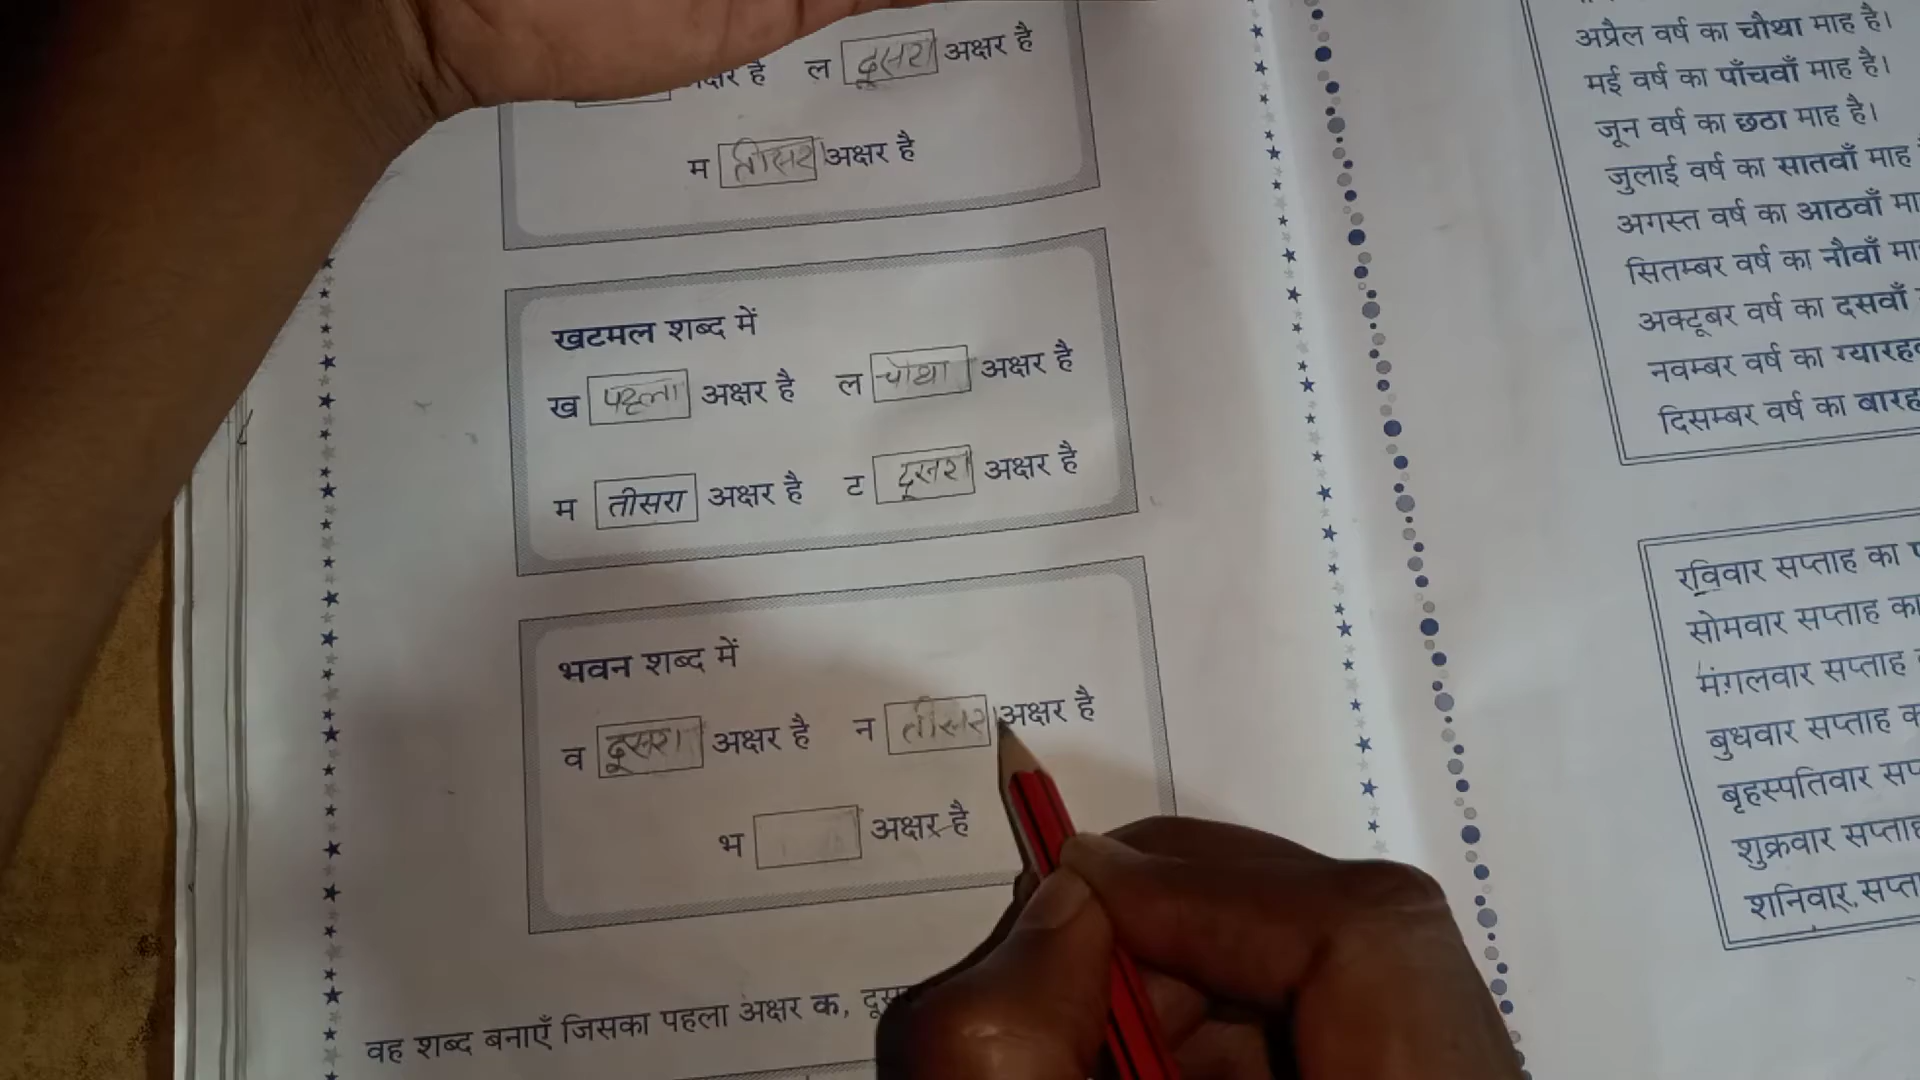 अक्षर है ल दूसरा अक्षर है
म तीसरा अक्षर है
खटमल शब्द में
ख पहला अक्षर है ल चौथा अक्षर है
म तीसरा अक्षर है ट दूसरा अक्षर है
भवन शब्द में
व दूसरा अक्षर है न तीसरा अक्षर है
भ अक्षर है
वह शब्द बनाएँ जिसका पहला अक्षर क,
अप्रैल वर्ष का चौथा माह है।
मई वर्ष का पाँचवाँ माह है।
जून वर्ष का छठा माह है।
जुलाई वर्ष का सातवाँ माह
अगस्त वर्ष का आठवाँ
सितम्बर वर्ष का नौवाँ
अक्टूबर वर्ष का दसवाँ
नवम्बर वर्ष का
दिसम्बर वर्ष का
रविवार सप्ताह का
सोमवार सप्ताह का
मंगलवार सप्ताह
बुधवार सप्ताह
बृहस्पतिवार
शुक्रवार सप्ताह
शनिवार